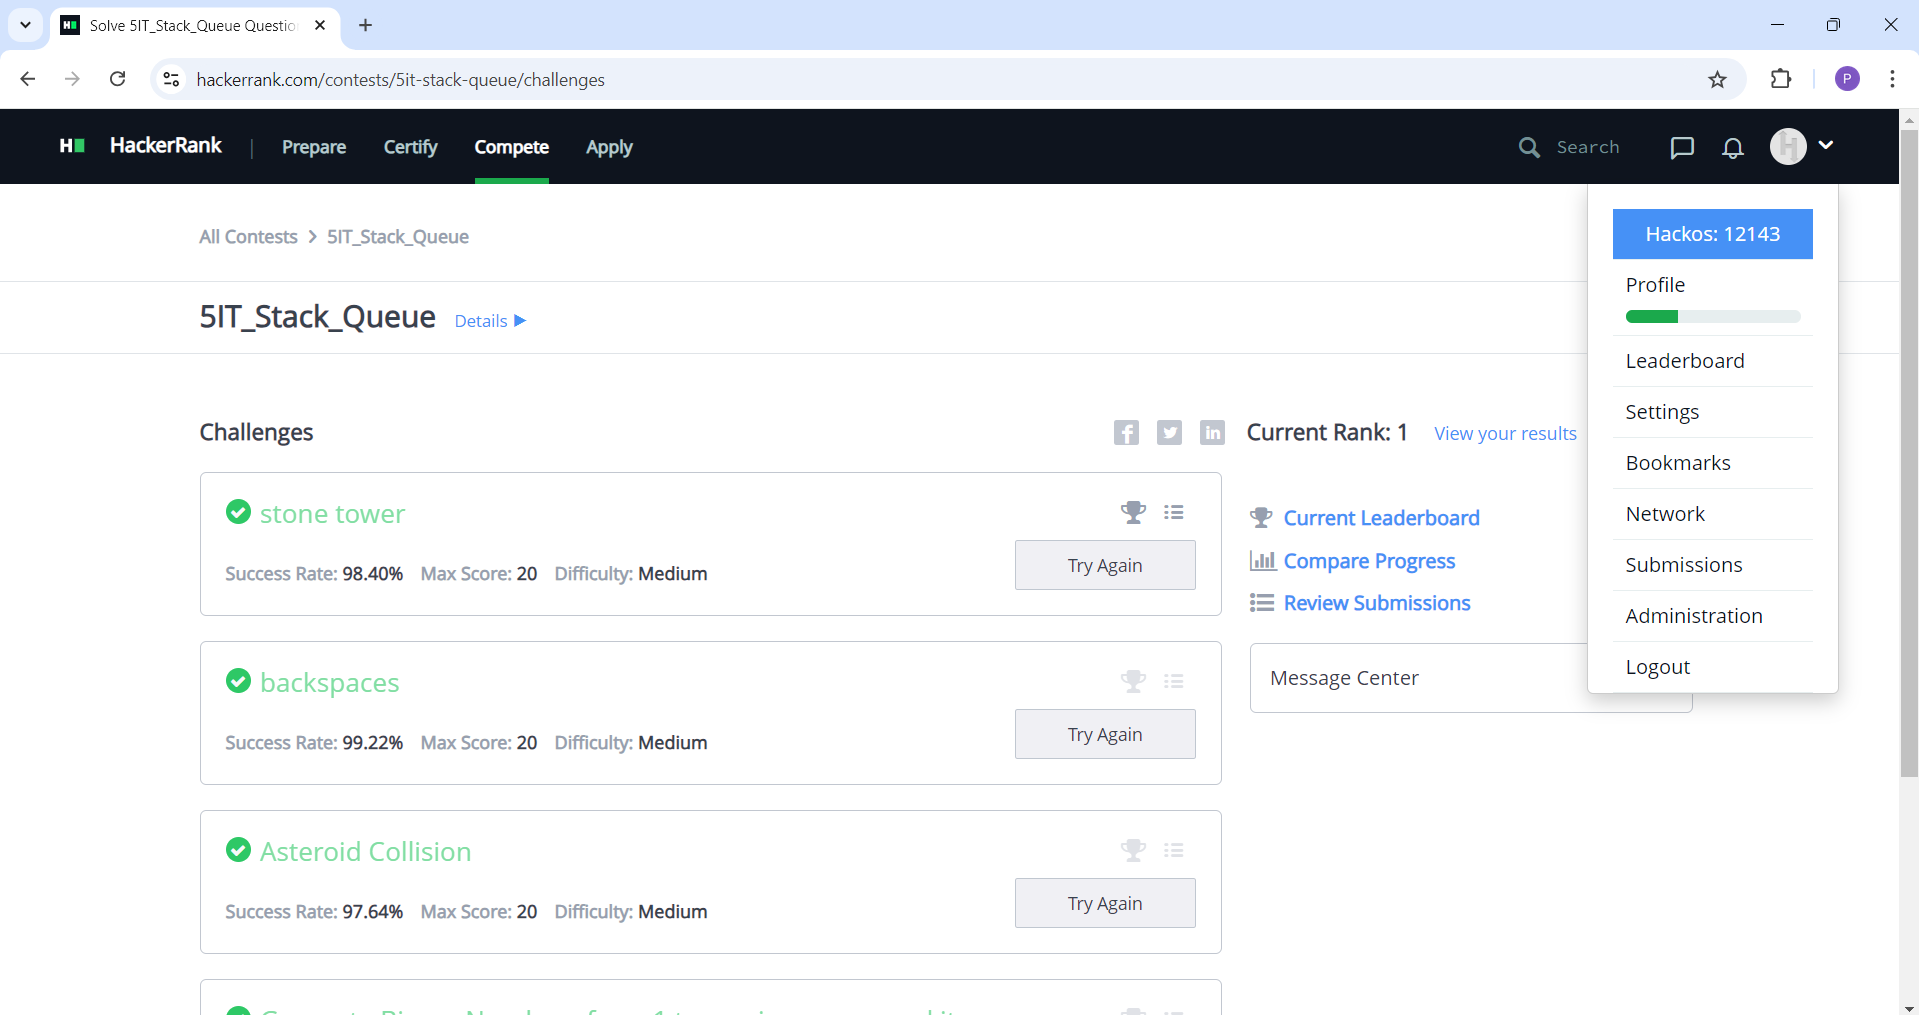 Solve 5IT_Stack_Queue Questio
hackerrank.com/contests/5it-stack-queue/challenges
P
HackerRank | Prepare Certify Compete Apply Search
Hackos: 12143
All Contests > 5IT_Stack_Queue
Profile
5IT_Stack_Queue Details ▶
Leaderboard
Settings
Bookmarks
Network
Submissions
Administration
Logout
Challenges
Current Rank: 1 View your results
stone tower
Success Rate: 98.40% Max Score: 20 Difficulty: Medium
Try Again
Current Leaderboard
Compare Progress
Review Submissions
Message Center
backspaces
Success Rate: 99.22% Max Score: 20 Difficulty: Medium
Try Again
Asteroid Collision
Success Rate: 97.64% Max Score: 20 Difficulty: Medium
Try Again